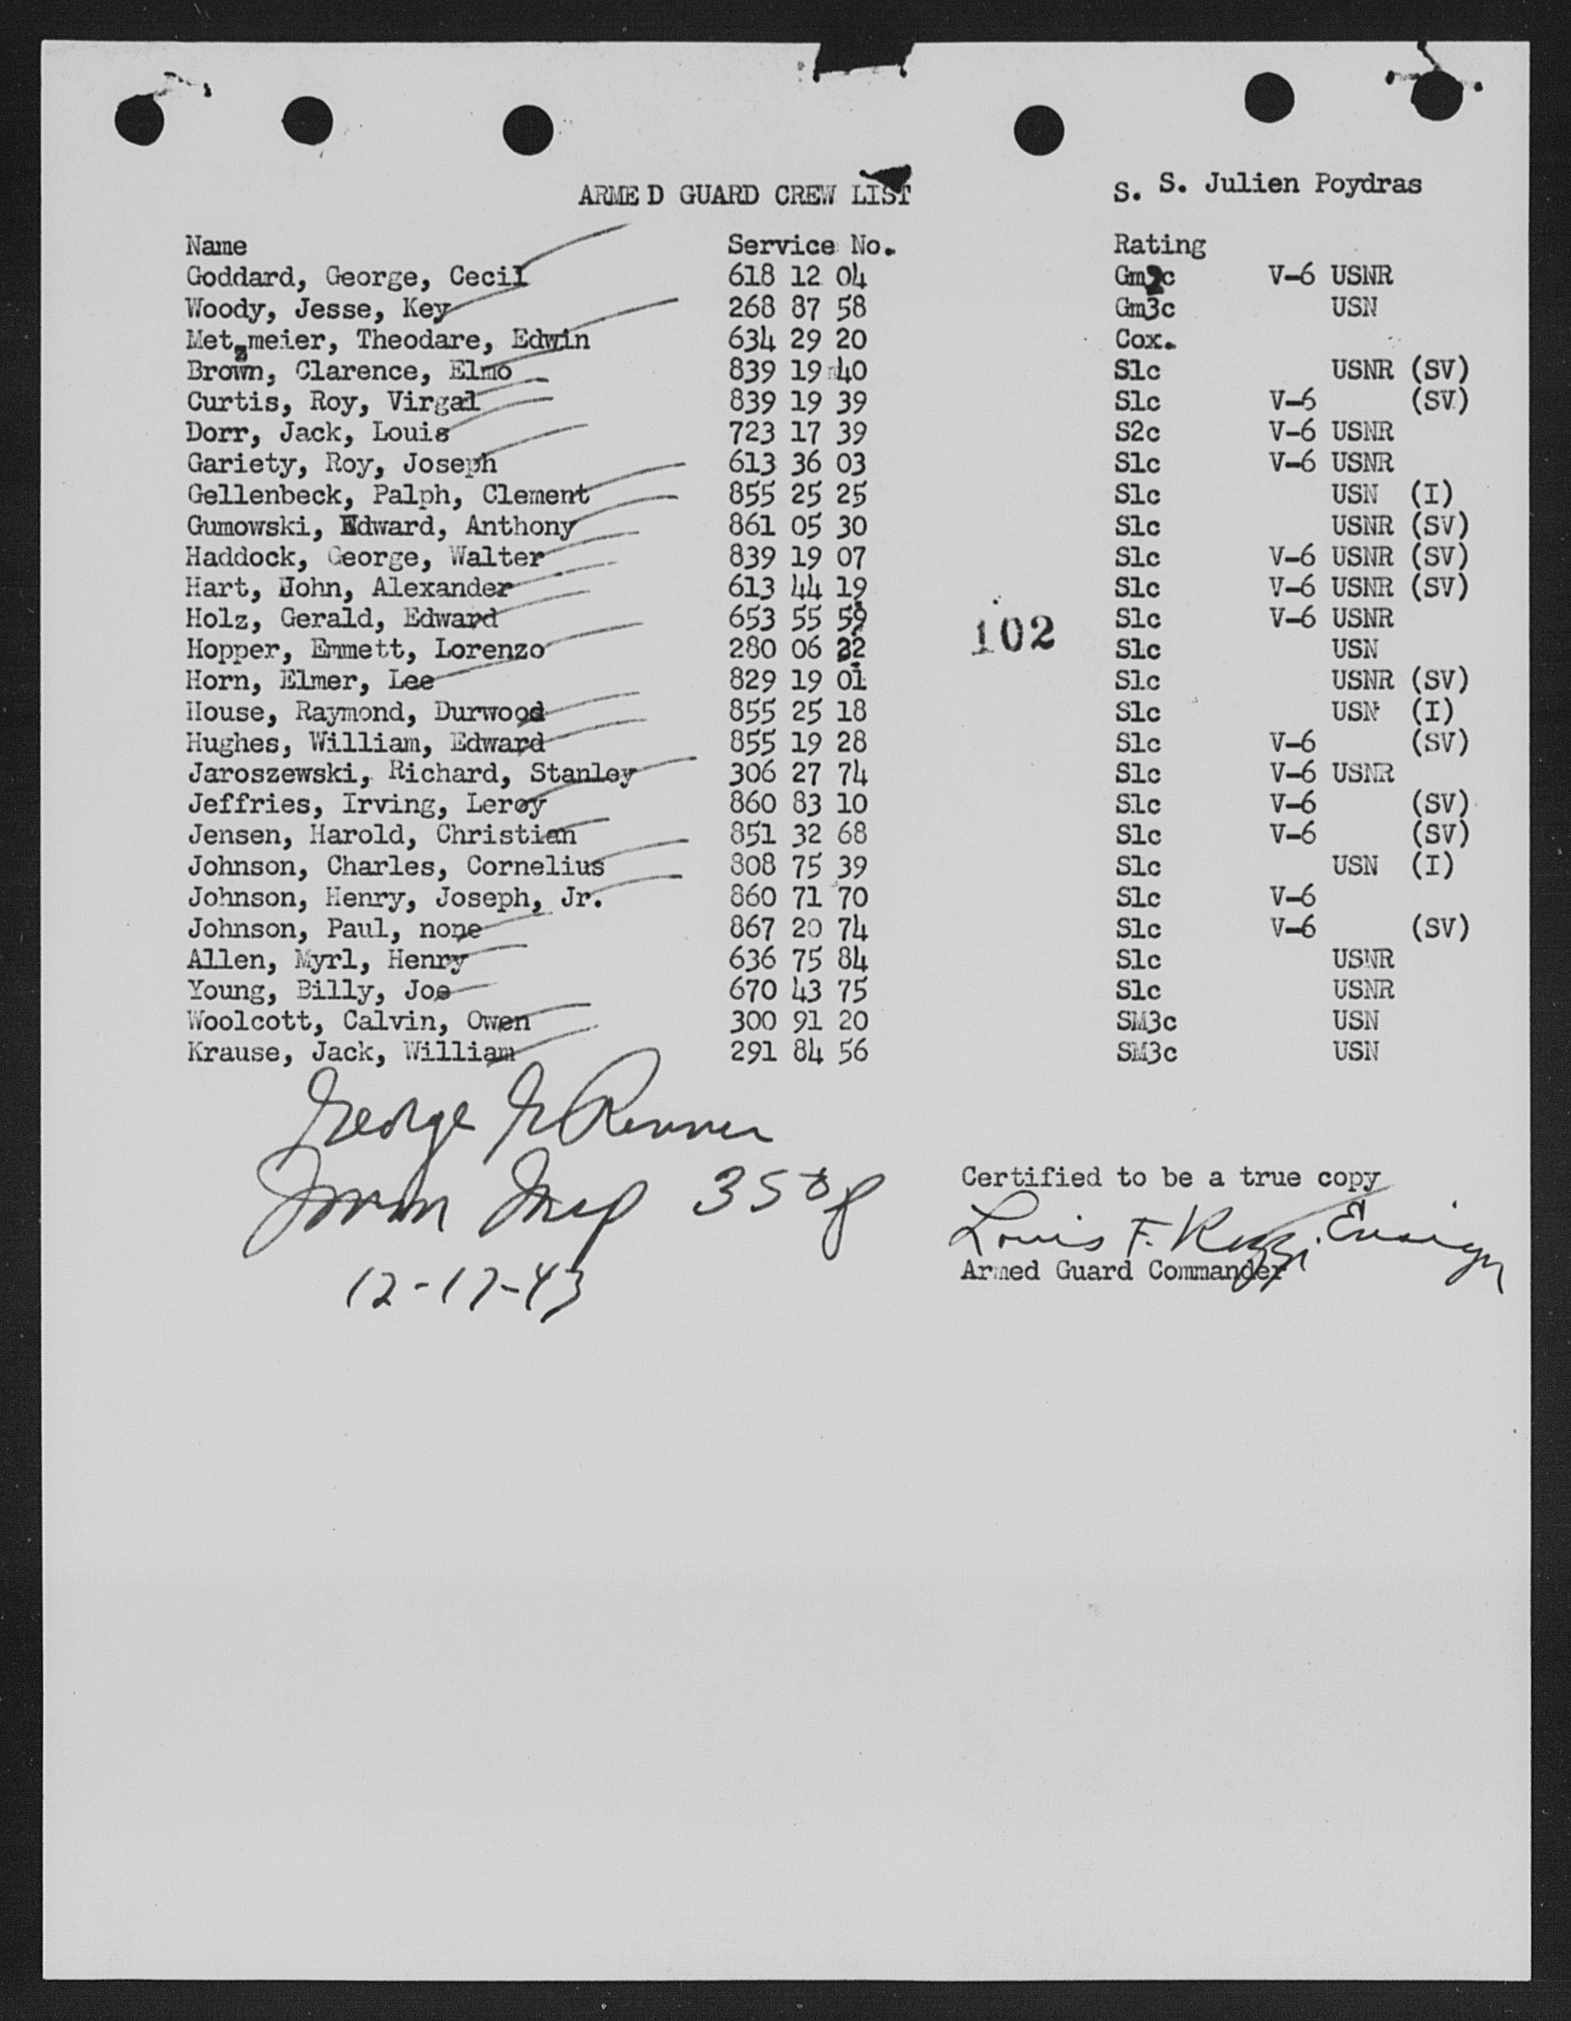 ARMED GUARD CREW LIST S. S. Julien Poydras
Name Service No. Rating
Goddard, George, Cecil 618 12 04 Gm2c V-6 USNR
Woody, Jesse, Key 268 87 58 Gm3c USN
Metzmeier, Theodare, Edwin 634 29 20 Cox.
Brown, Clarence, Elmo 839 19 40 S1c USNR (SV)
Curtis, Roy, Virgal 839 19 39 S1c V-6 (SV)
Dorr, Jack, Louis 723 17 39 S2c V-6 USNR
Gariety, Roy, Joseph 613 36 03 S1c V-6 USNR
Gellenbeck, Palph, Clement 855 25 25 S1c USN (I)
Gumowski, Edward, Anthony 861 05 30 S1c USNR (SV)
Haddock, George, Walter 839 19 07 S1c V-6 USNR (SV)
Hart, John, Alexander 613 44 19 S1c V-6 USNR (SV)
Holz, Gerald, Edward 653 55 59 S1c V-6 USNR
102
Hopper, Emmett, Lorenzo 280 06 22 S1c USN
Horn, Elmer, Lee 829 19 01 S1c USNR (SV)
House, Raymond, Durwood 855 25 18 S1c USN (I)
Hughes, William, Edward 855 19 28 S1c V-6 (SV)
Jaroszewski, Richard, Stanley 306 27 74 S1c V-6 USNR
Jeffries, Irving, Leroy 860 83 10 S1c V-6 (SV)
Jensen, Harold, Christian 851 32 68 S1c V-6 (SV)
Johnson, Charles, Cornelius 808 75 39 S1c USN (I)
Johnson, Henry, Joseph, Jr. 860 71 70 S1c V-6
Johnson, Paul, none 867 20 74 S1c V-6 (SV)
Allen, Myrl, Henry 636 75 84 S1c USNR
Young, Billy, Joe 670 43 75 S1c USNR
Woolcott, Calvin, Owen 300 91 20 SM3c USN
Krause, Jack, William 291 84 56 SM3c USN
George Renner
Insp
12-17-43
Certified to be a true copy
Louis F. Ensign
Armed Guard Commander